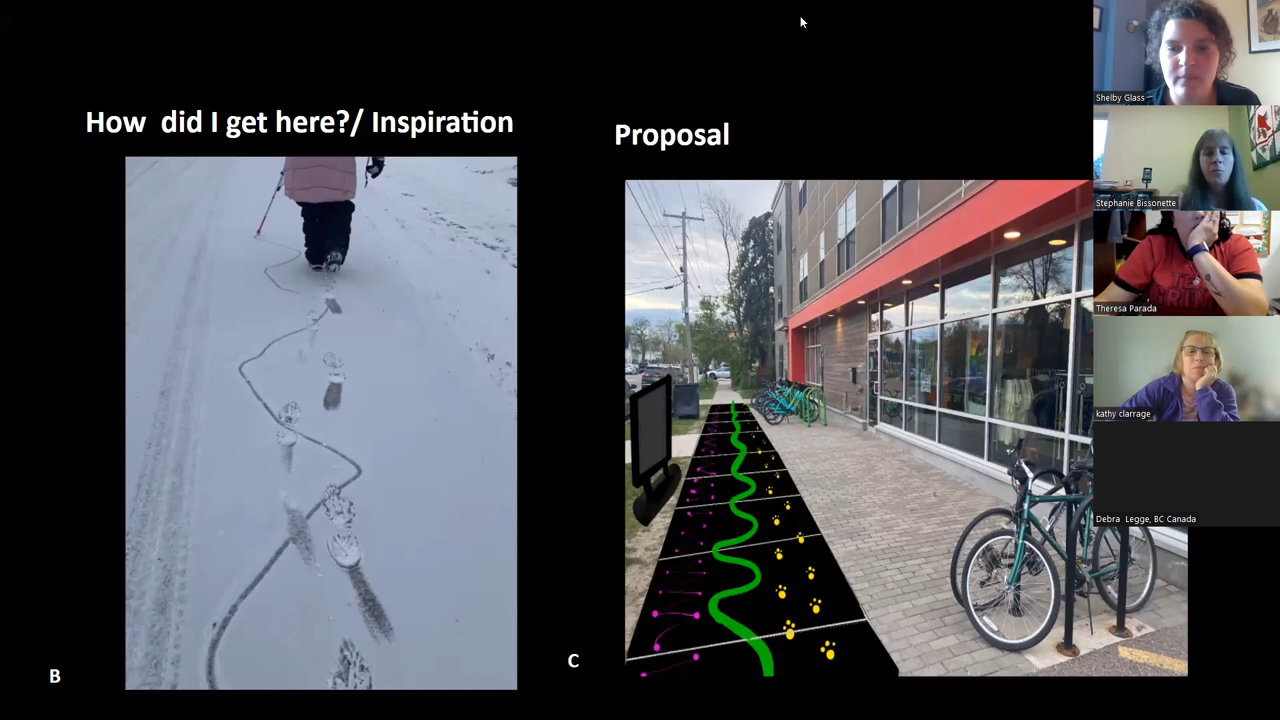 How did I get here?/ Inspiration
Proposal
B
C
Shelby Glass
Stephanie Bissonette
Theresa Parada
kathy clarrage
Debra Legge, BC Canada